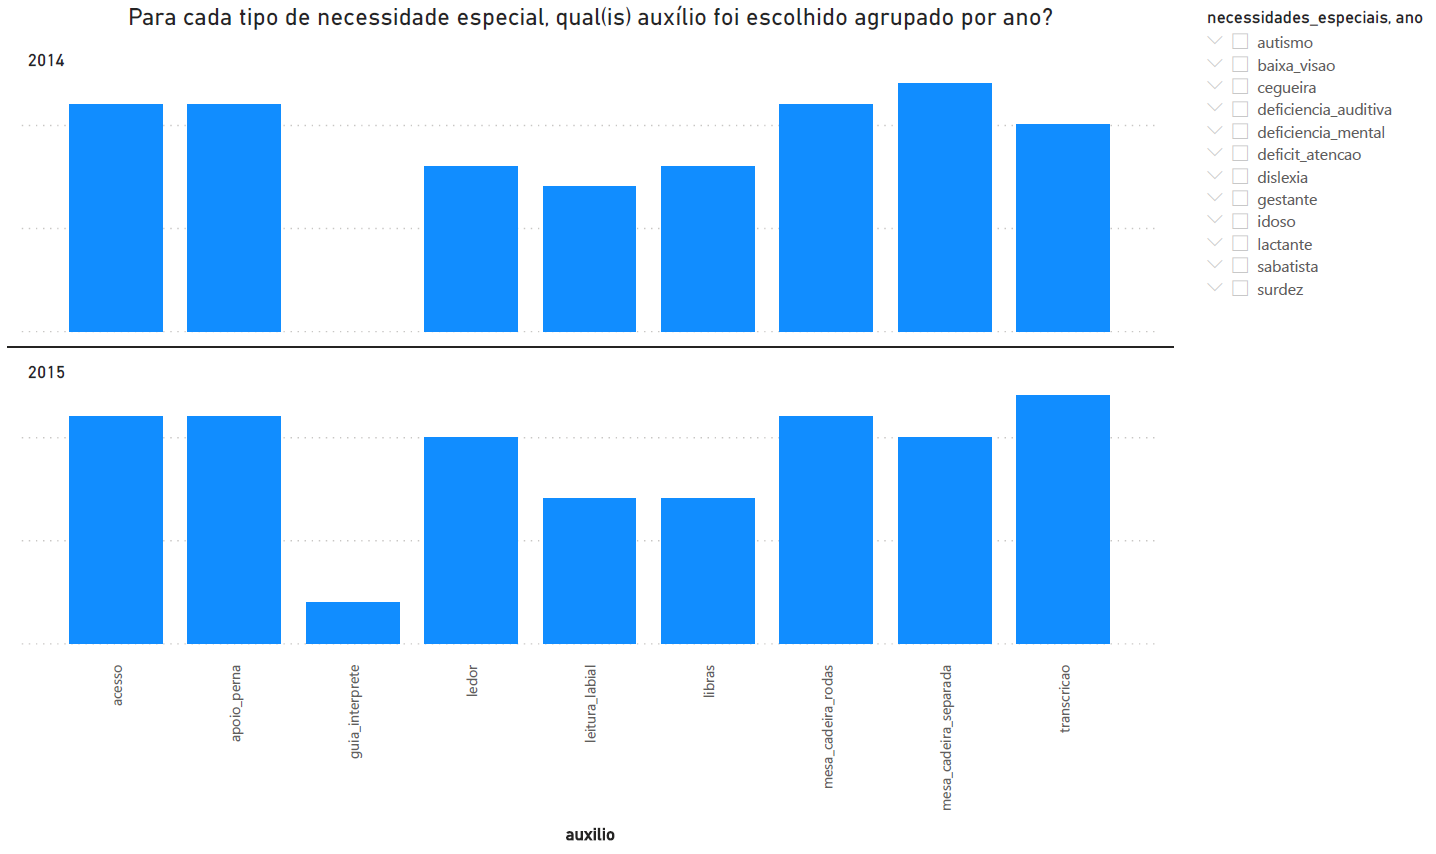 Para cada tipo de necessidade especial, qual(is) auxílio foi escolhido agrupado por ano?
necessidades_especiais, ano
autismo
baixa_visao
cegueira
deficiencia_auditiva
deficiencia_mental
deficit_atencao
dislexia
gestante
idoso
lactante
sabatista
surdez
2014
2015
acesso
apoio_perna
guia_interprete
ledor
leitura_labial
libras
mesa_cadeira_rodas
mesa_cadeira_separada
transcricao
auxilio